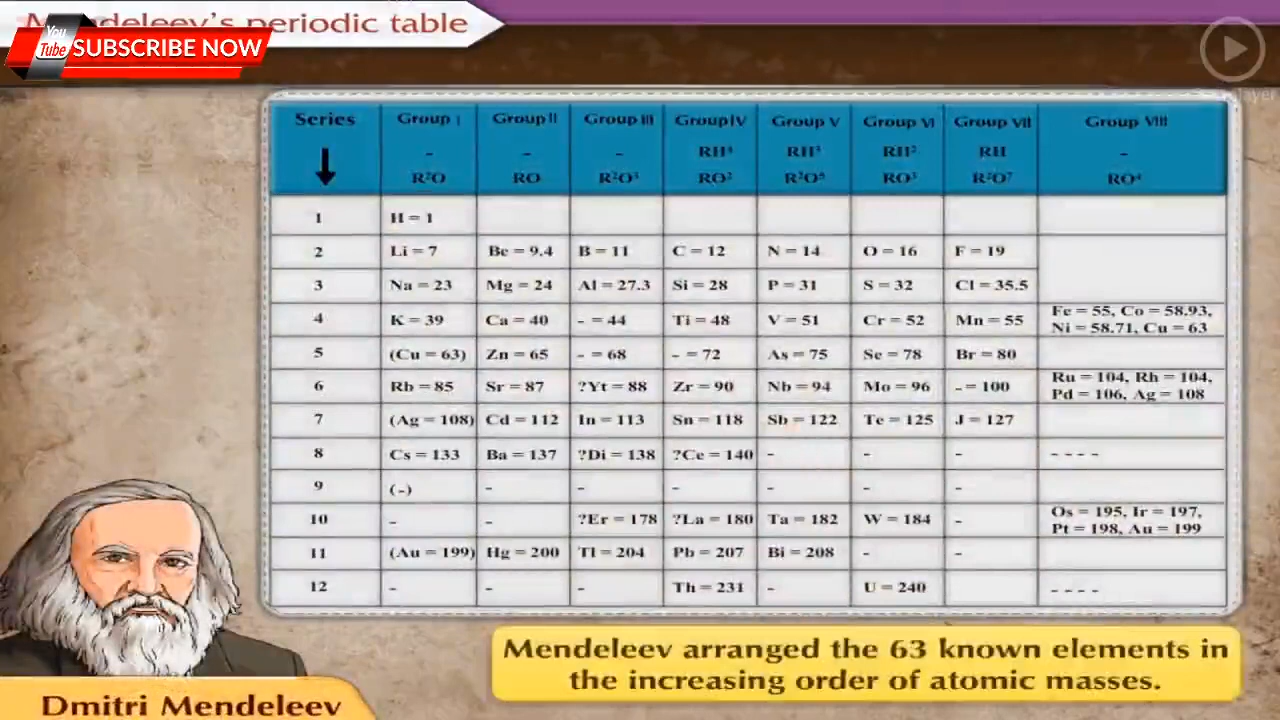 Mendeleev's periodic table
You
Tube
SUBSCRIBE NOW
Series Group I Group II Group III Group IV Group V Group VI Group VII Group VIII
- - - RH⁴ RH³ RH² RH -
R²O RO R²O³ RO² R²O⁵ RO³ R²O⁷ RO⁴
1 H = 1
2 Li = 7 Be = 9.4 B = 11 C = 12 N = 14 O = 16 F = 19
3 Na = 23 Mg = 24 Al = 27.3 Si = 28 P = 31 S = 32 Cl = 35.5
4 K = 39 Ca = 40 - = 44 Ti = 48 V = 51 Cr = 52 Mn = 55 Fe = 55, Co = 58.93,
Ni = 58.71, Cu = 63
5 (Cu = 63) Zn = 65 - = 68 - = 72 As = 75 Se = 78 Br = 80
6 Rb = 85 Sr = 87 ?Yt = 88 Zr = 90 Nb = 94 Mo = 96 - = 100 Ru = 104, Rh = 104,
Pd = 106, Ag = 108
7 (Ag = 108) Cd = 112 In = 113 Sn = 118 Sb = 122 Te = 125 J = 127
8 Cs = 133 Ba = 137 ?Di = 138 ?Ce = 140 - - - - - - -
9 (-) - - - - - -
10 - - ?Er = 178 ?La = 180 Ta = 182 W = 184 - Os = 195, Ir = 197,
Pt = 198, Au = 199
11 (Au = 199) Hg = 200 Tl = 204 Pb = 207 Bi = 208 - -
12 - - - Th = 231 - U = 240 - - - -
Mendeleev arranged the 63 known elements in
the increasing order of atomic masses.
Dmitri Mendeleev